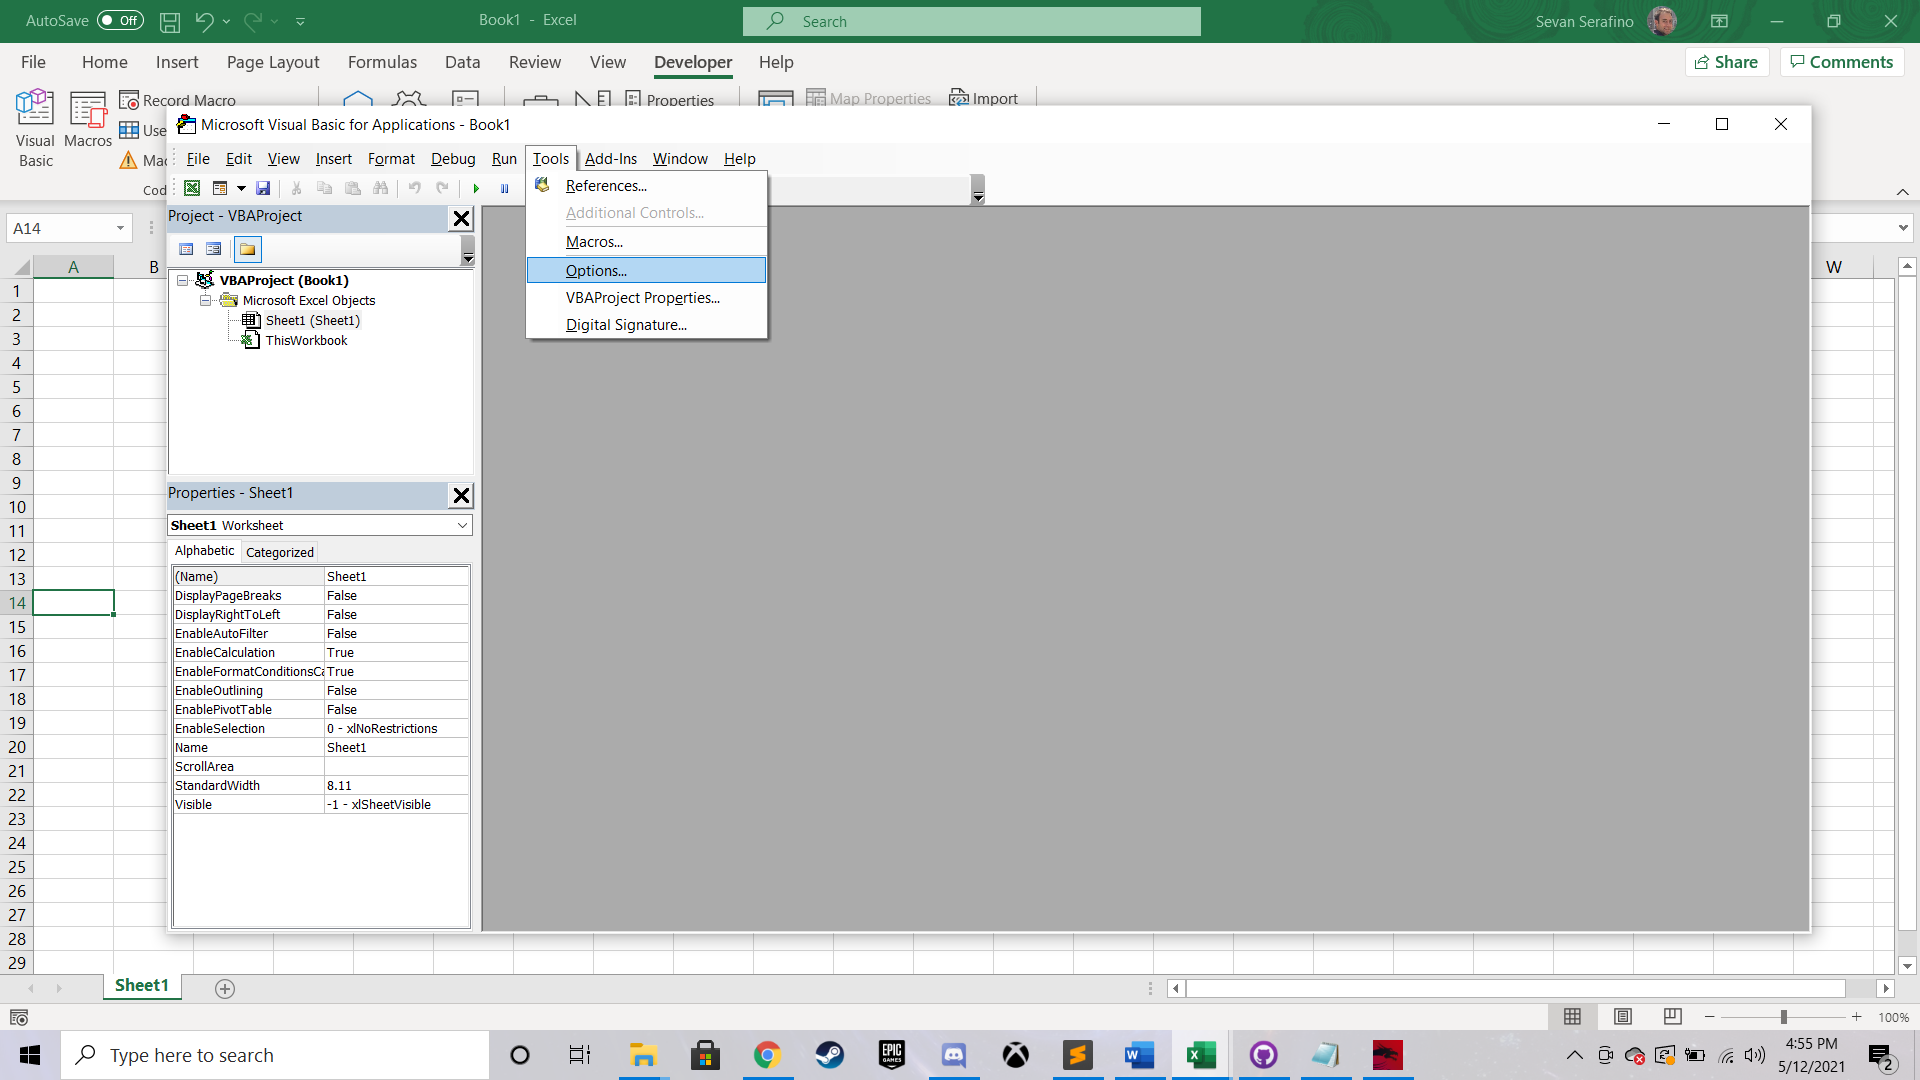 AutoSave Off Book1 - Excel Search Sevan Serafino
File Home Insert Page Layout Formulas Data Review View Developer Help Share Comments
Visual Basic
Macros
Record Macro
Use
Mac
Cod
Properties
Map Properties
Import
Microsoft Visual Basic for Applications - Book1
File Edit View Insert Format Debug Run Tools Add-Ins Window Help
References...
Additional Controls...
Macros...
Options...
VBAProject Properties...
Digital Signature...
A14
Project - VBAProject
VBAProject (Book1)
Microsoft Excel Objects
Sheet1 (Sheet1)
ThisWorkbook
A B W
1
2
3
4
5
6
7
8
9
10
11
12
13
14
15
16
17
18
19
20
21
22
23
24
25
26
27
28
29
Properties - Sheet1
Sheet1 Worksheet
Alphabetic Categorized
(Name) Sheet1
DisplayPageBreaks False
DisplayRightToLeft False
EnableAutoFilter False
EnableCalculation True
EnableFormatConditionsCa True
EnableOutlining False
EnablePivotTable False
EnableSelection 0 - xlNoRestrictions
Name Sheet1
ScrollArea
StandardWidth 8.11
Visible -1 - xlSheetVisible
Sheet1
100%
Type here to search
EPIC
GAMES
4:55 PM
5/12/2021
2